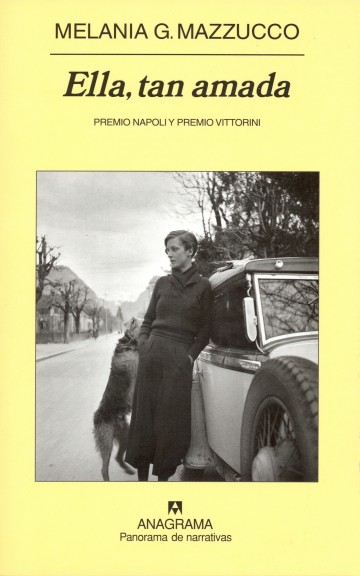 MELANIA G. MAZZUCCO
Ella, tan amada
PREMIO NAPOLI Y PREMIO VITTORINI
ANAGRAMA
Panorama de narrativas